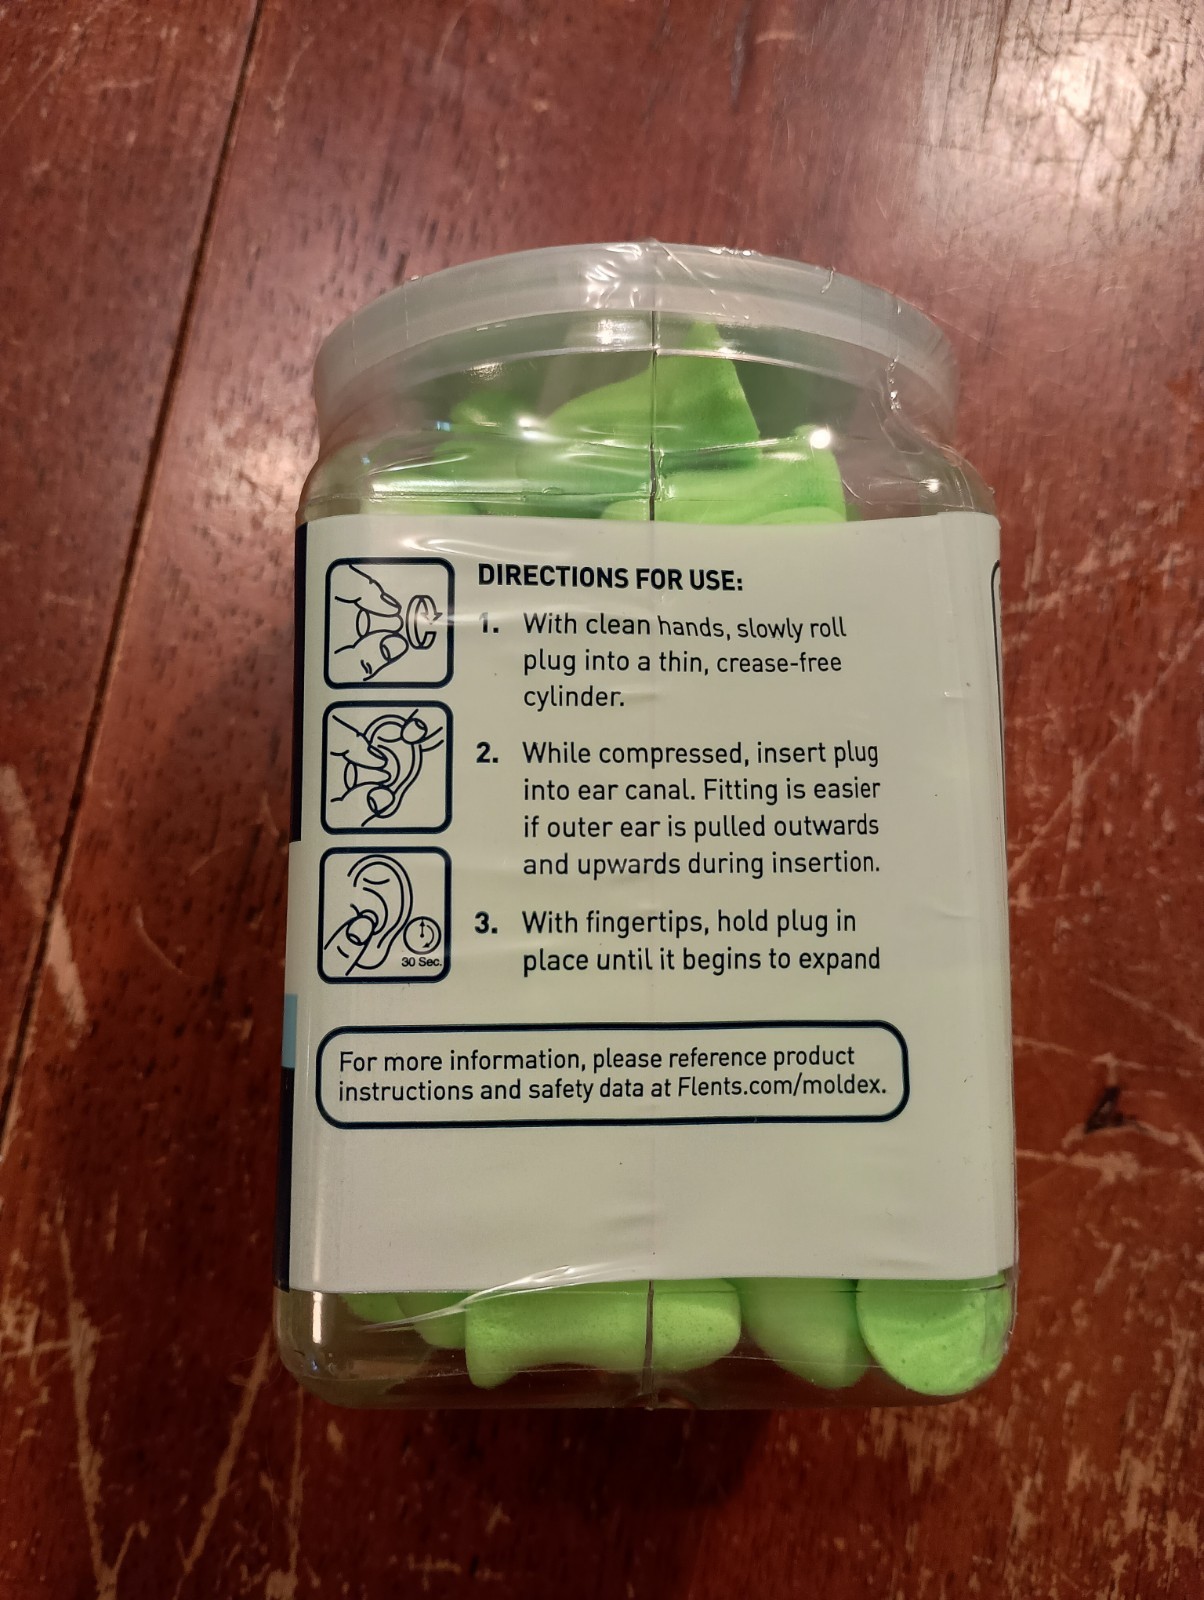 DIRECTIONS FOR USE:
1. With clean hands, slowly roll
plug into a thin, crease-free
cylinder.
2. While compressed, insert plug
into ear canal. Fitting is easier
if outer ear is pulled outwards
and upwards during insertion.
3. With fingertips, hold plug in
place until it begins to expand
30 Sec.
For more information, please reference product
instructions and safety data at Flents.com/moldex.